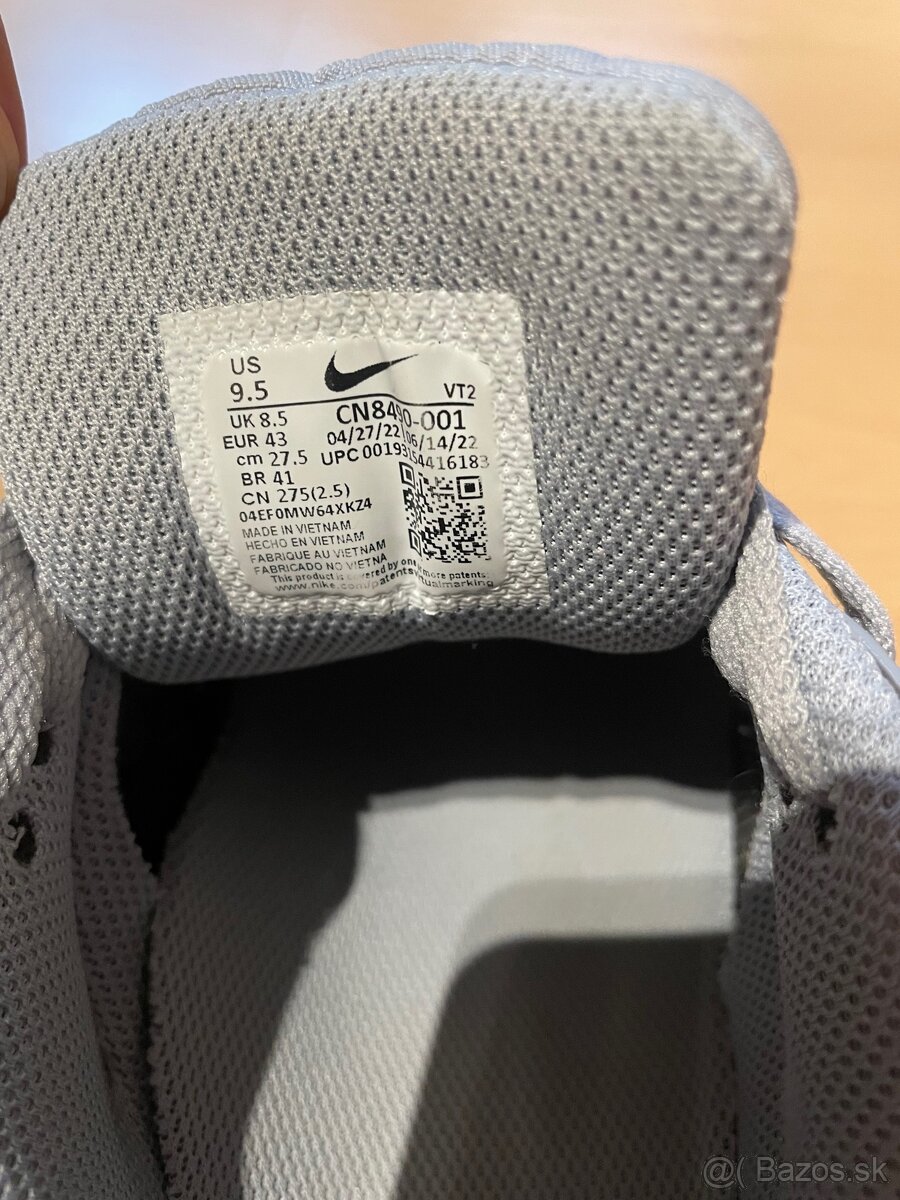 US
9.5
VT2
UK 8.5
CN8490-001
EUR 43
04/27/22 06/14/22
cm 27.5
UPC 00193154416183
BR 41
CN 275(2.5)
04EF0MW64XKZ4
MADE IN VIETNAM
HECHO EN VIETNAM
FABRIQUE AU VIETNAM
FABRICADO NO VIETNA
This product is covered by one more patents:
www.nike.com/patents
@( Bazos.sk